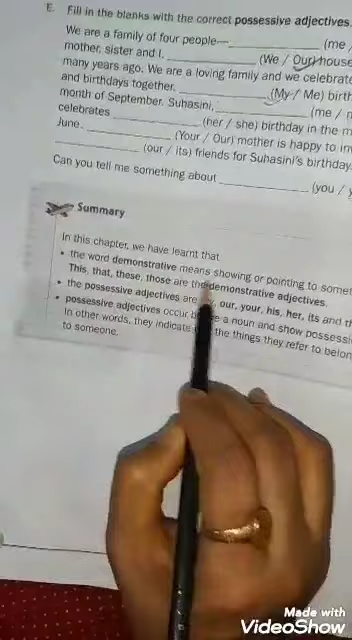 E. Fill in the blanks with the correct possessive adjectives.
We are a family of four people— (me /
mother, sister and I. (We / Our) house
many years ago. We are a loving family and we celebrate
and birthdays together. (My / Me) birth
month of September. Suhasini, (me /
celebrates (her / she) birthday in the m
June. (Your / Our) mother is happy to in
(our / its) friends for Suhasini's birthday
Can you tell me something about (you / y
Summary
In this chapter, we have learnt that
• the word demonstrative means showing or pointing to somet
This, that, these, those are the demonstrative adjectives.
• the possessive adjectives are our, your, his, her, its and th
• possessive adjectives occur a noun and show possessi
In other words, they indicate the things they refer to belon
to someone.
Made with
VideoShow